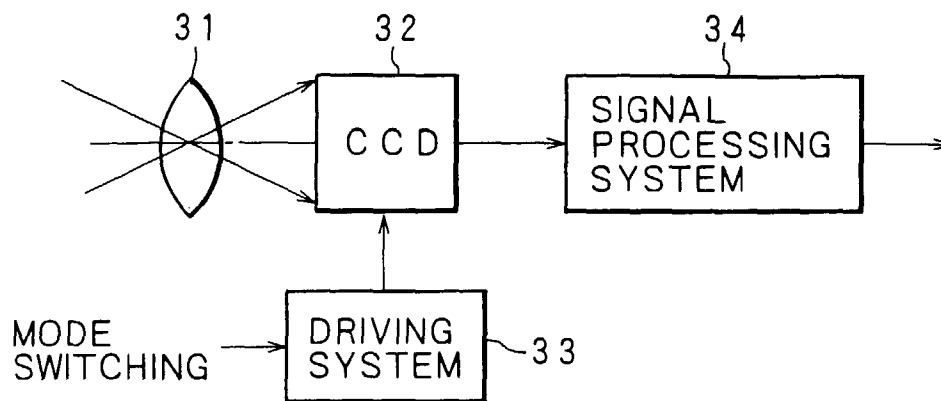 31
32
34
CCD
SIGNAL
PROCESSING
SYSTEM
MODE
SWITCHING
DRIVING
SYSTEM
33